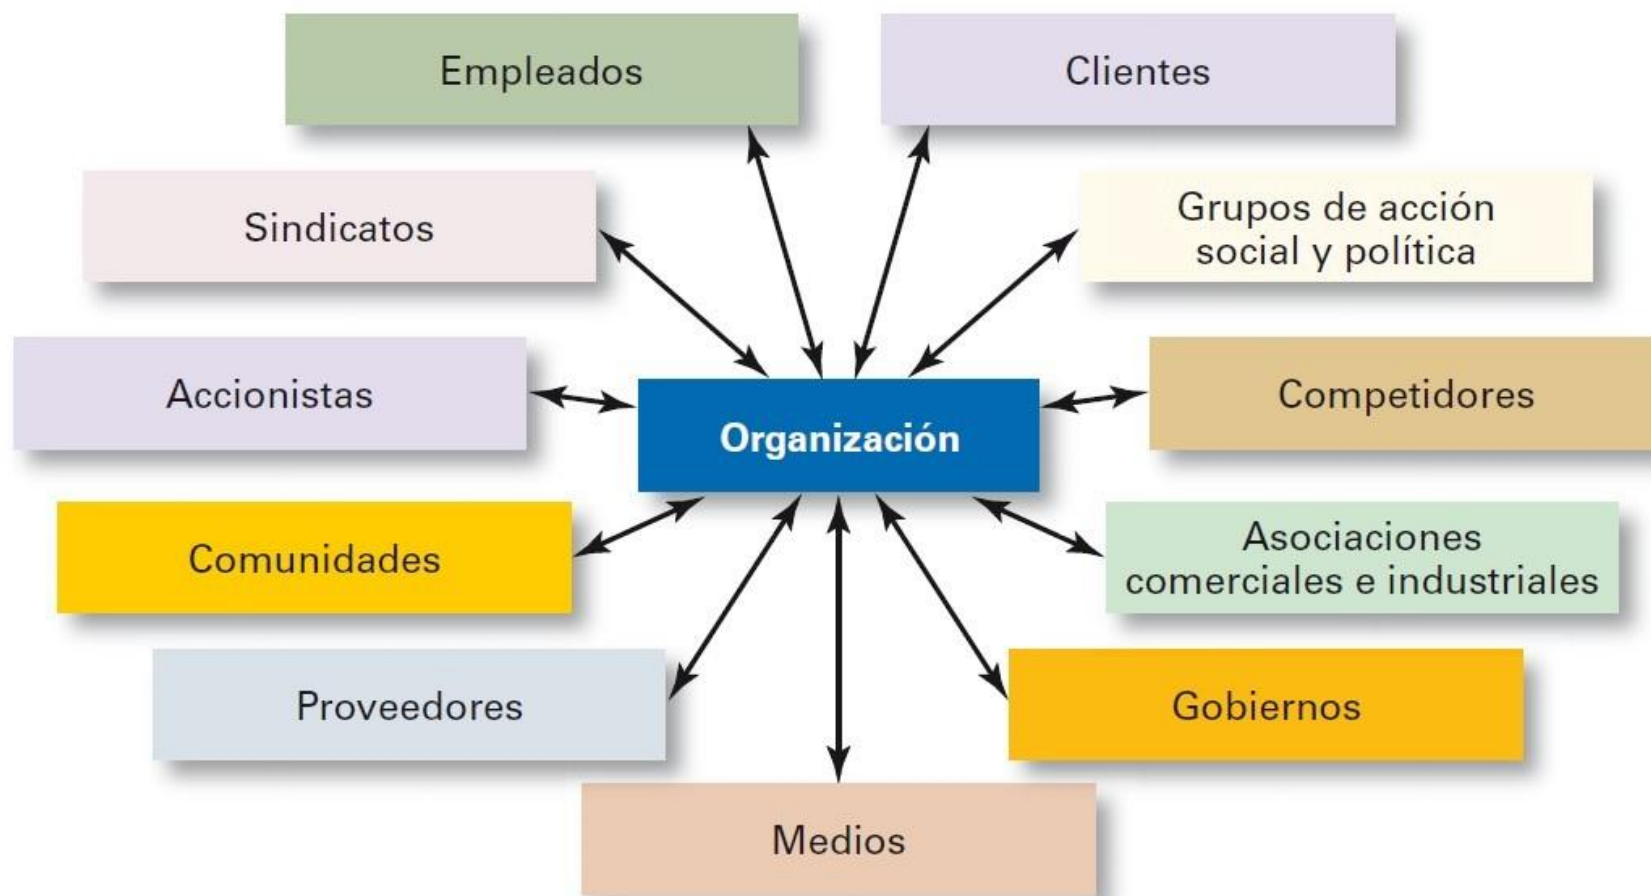 Empleados
Clientes
Sindicatos
Grupos de acción
social y política
Accionistas
Organización
Competidores
Comunidades
Asociaciones
comerciales e industriales
Proveedores
Gobiernos
Medios